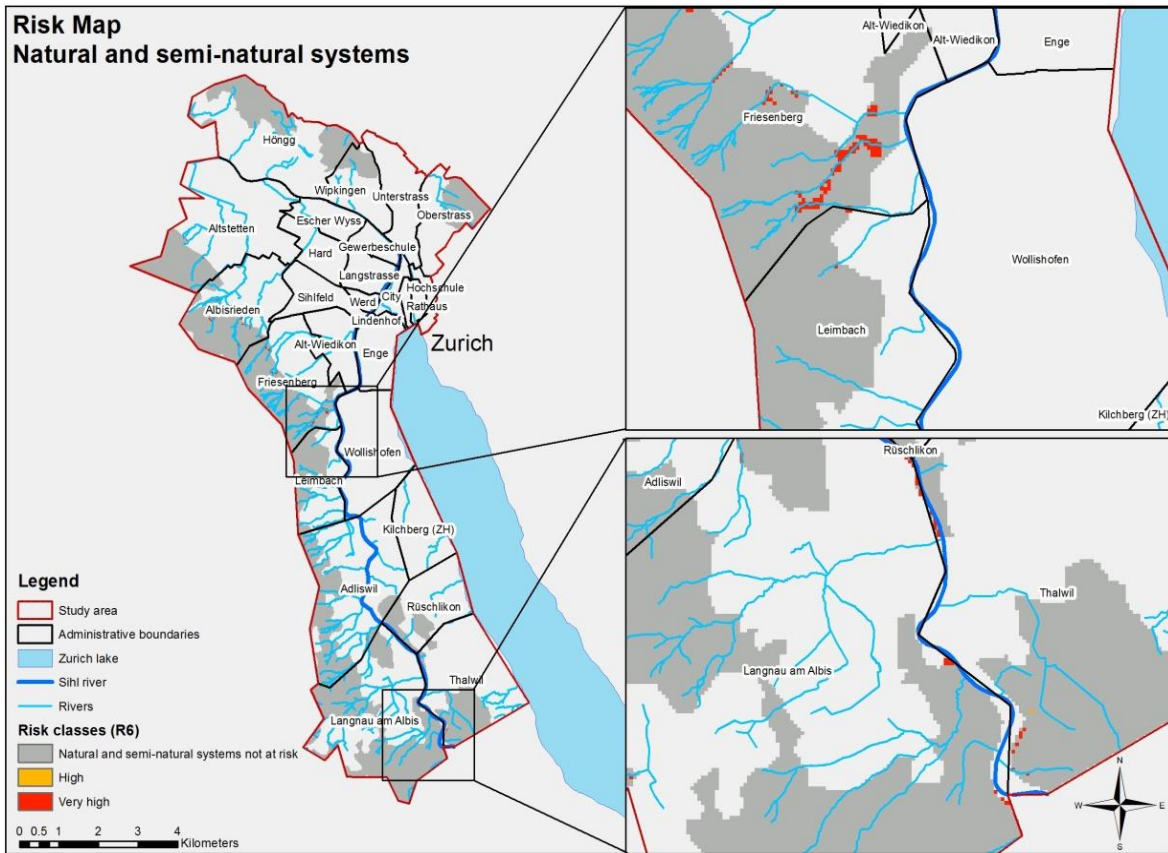 Risk Map
Natural and semi-natural systems
Höngg
Wipkingen
Unterstrass
Oberstrass
Escher Wyss
Altstetten
Gewerbeschule
Hard
Langstrasse
Hochschule
Sihlfeld
City
Werd
Rathaus
Albisrieden
Lindenhof
Zurich
Alt-Wiedikon
Enge
Friesenberg
Wollishofen
Leimbach
Kilchberg (ZH)
Adliswil
Rüschlikon
Thalwil
Langnau am Albis
Legend
Study area
Administrative boundaries
Zurich lake
Sihl river
Rivers
Risk classes (R6)
Natural and semi-natural systems not at risk
High
Very high
0 0.5 1 2 3 4
Kilometers
Alt-Wiedikon
Alt-Wiedikon
Enge
Friesenberg
Wollishofen
Leimbach
Kilchberg (ZH)
Rüschlikon
Adliswil
Thalwil
Langnau am Albis
N
W E
S